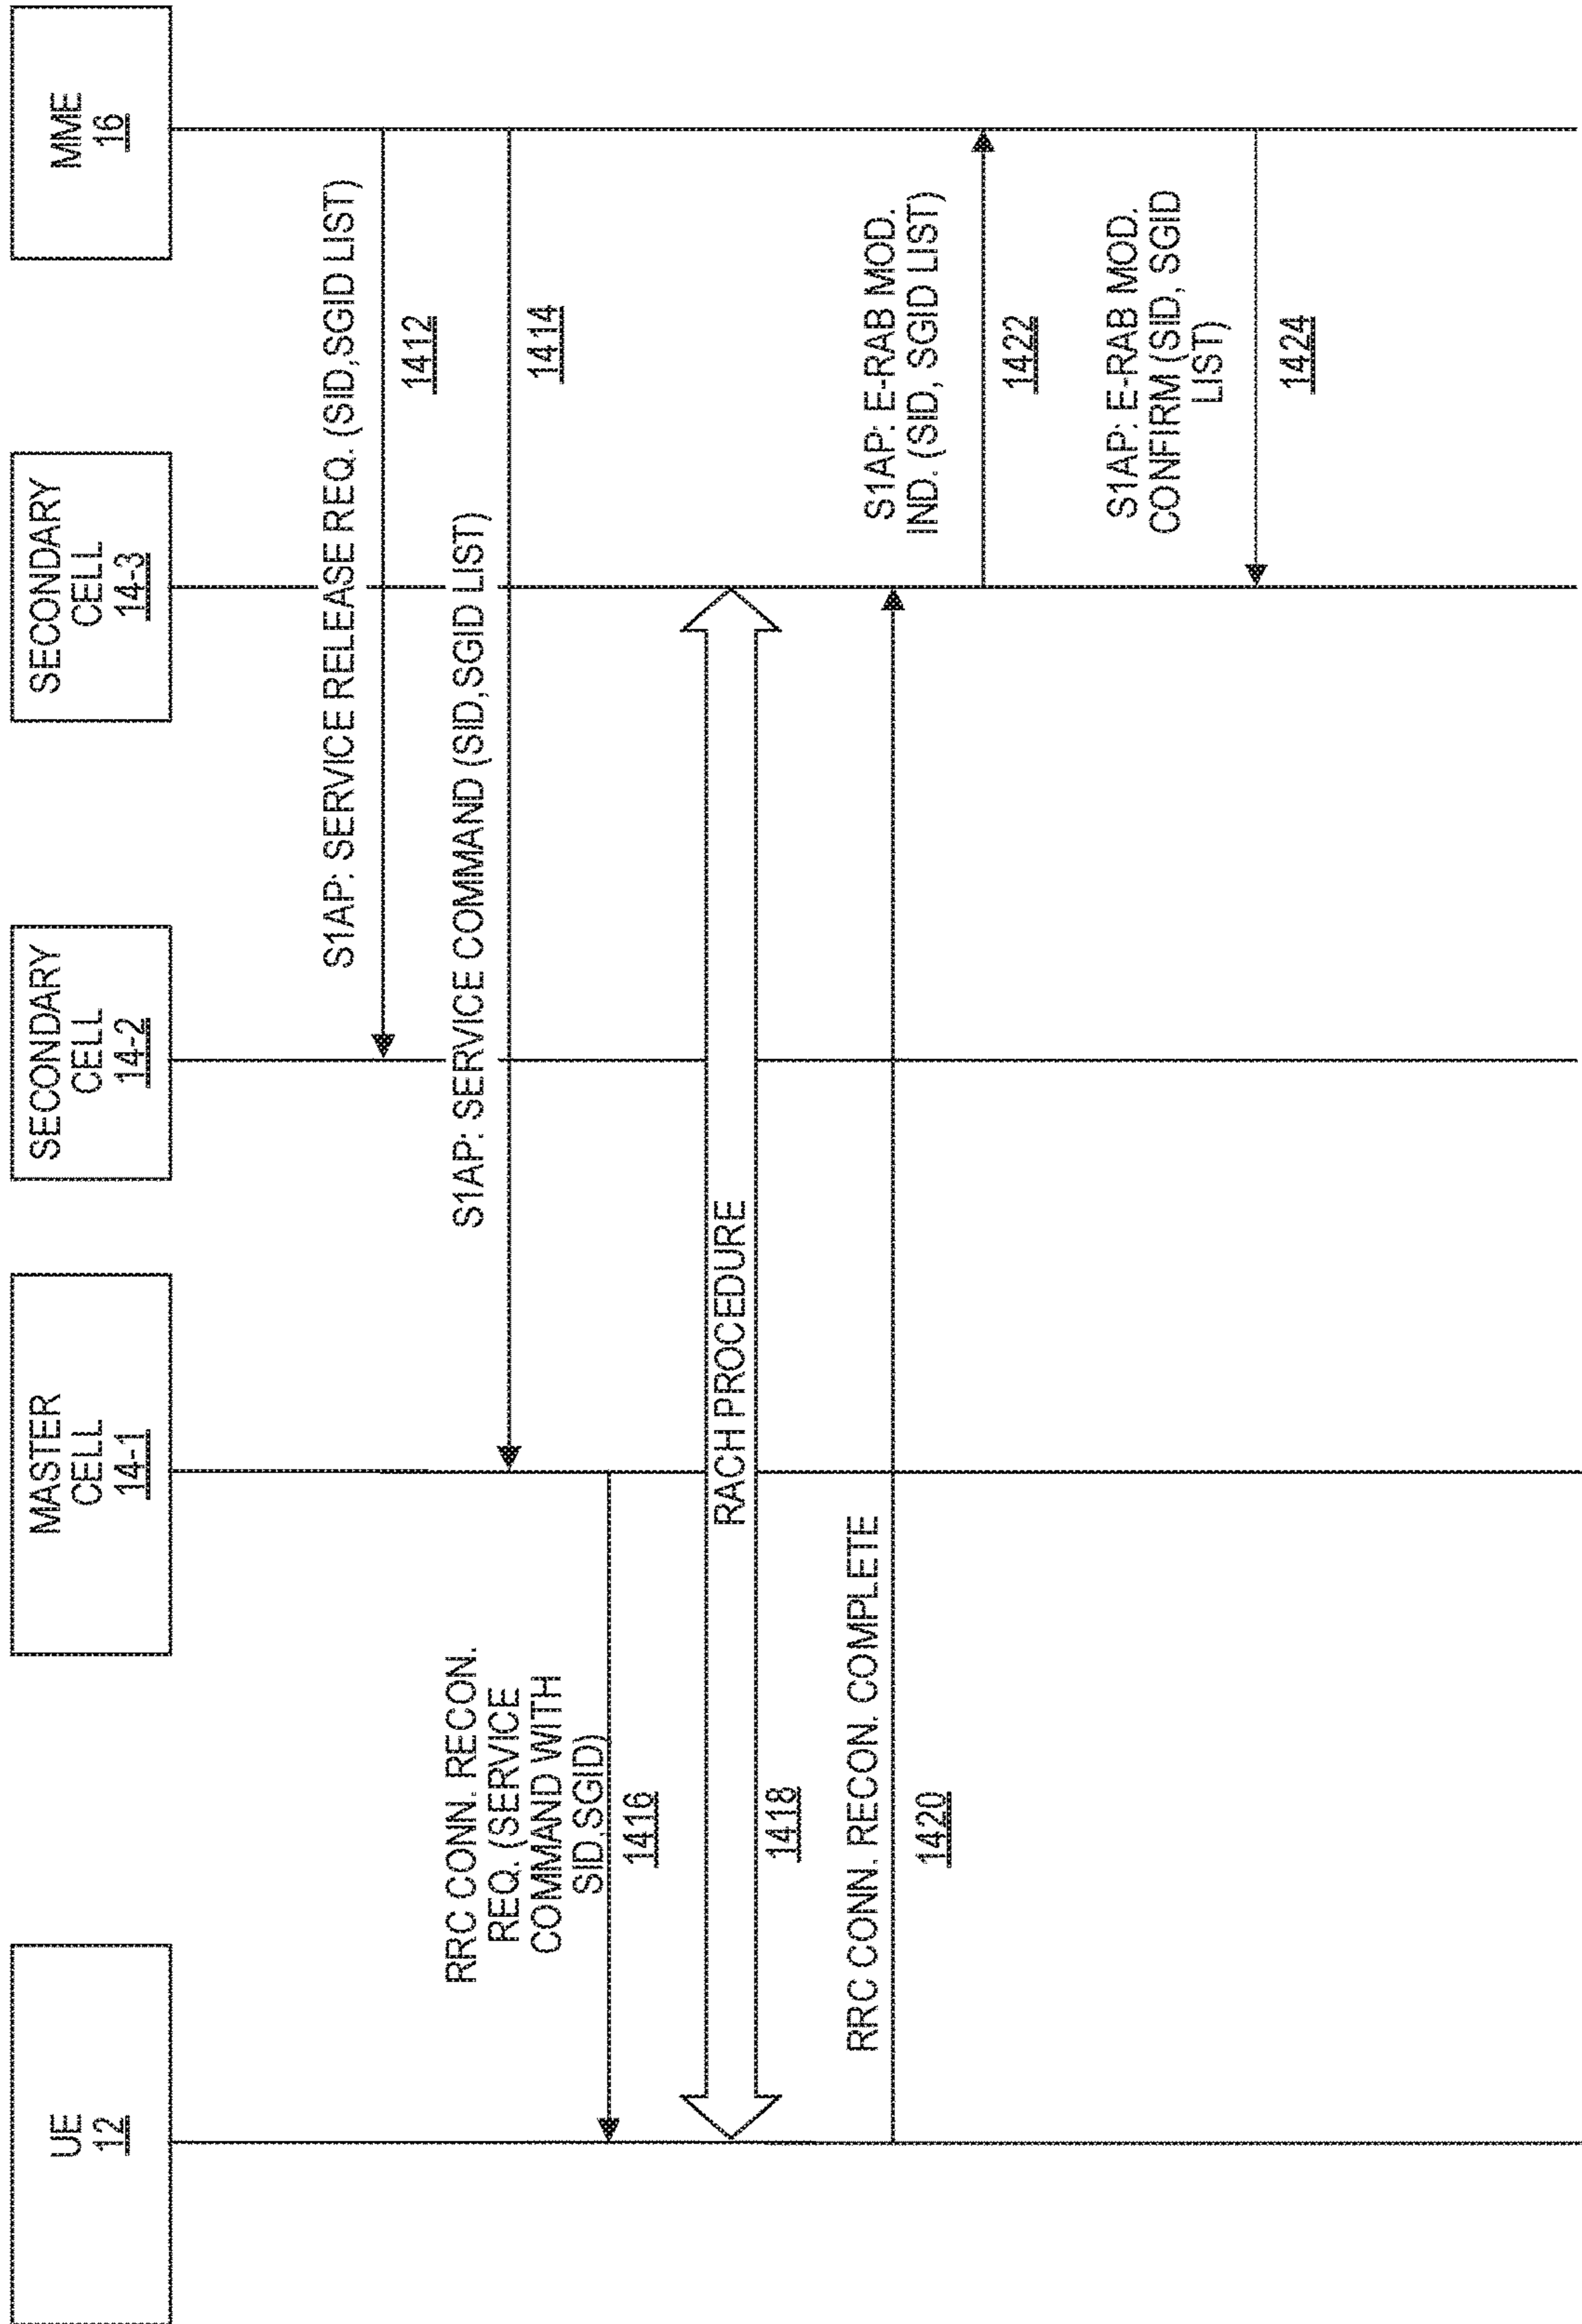 UE
12
MASTER
CELL
14-1
SECONDARY
CELL
14-2
SECONDARY
CELL
14-3
MME
16
S1AP: SERVICE RELEASE REQ. (SID,SGID LIST)
1412
S1AP: SERVICE COMMAND (SID,SGID LIST)
1414
RRC CONN. RECON.
REQ. (SERVICE
COMMAND WITH
SID,SGID)
1416
RACH PROCEDURE
1418
RRC CONN. RECON. COMPLETE
1420
S1AP: E-RAB MOD.
IND. (SID, SGID LIST)
1422
S1AP: E-RAB MOD.
CONFIRM (SID, SGID
LIST)
1424